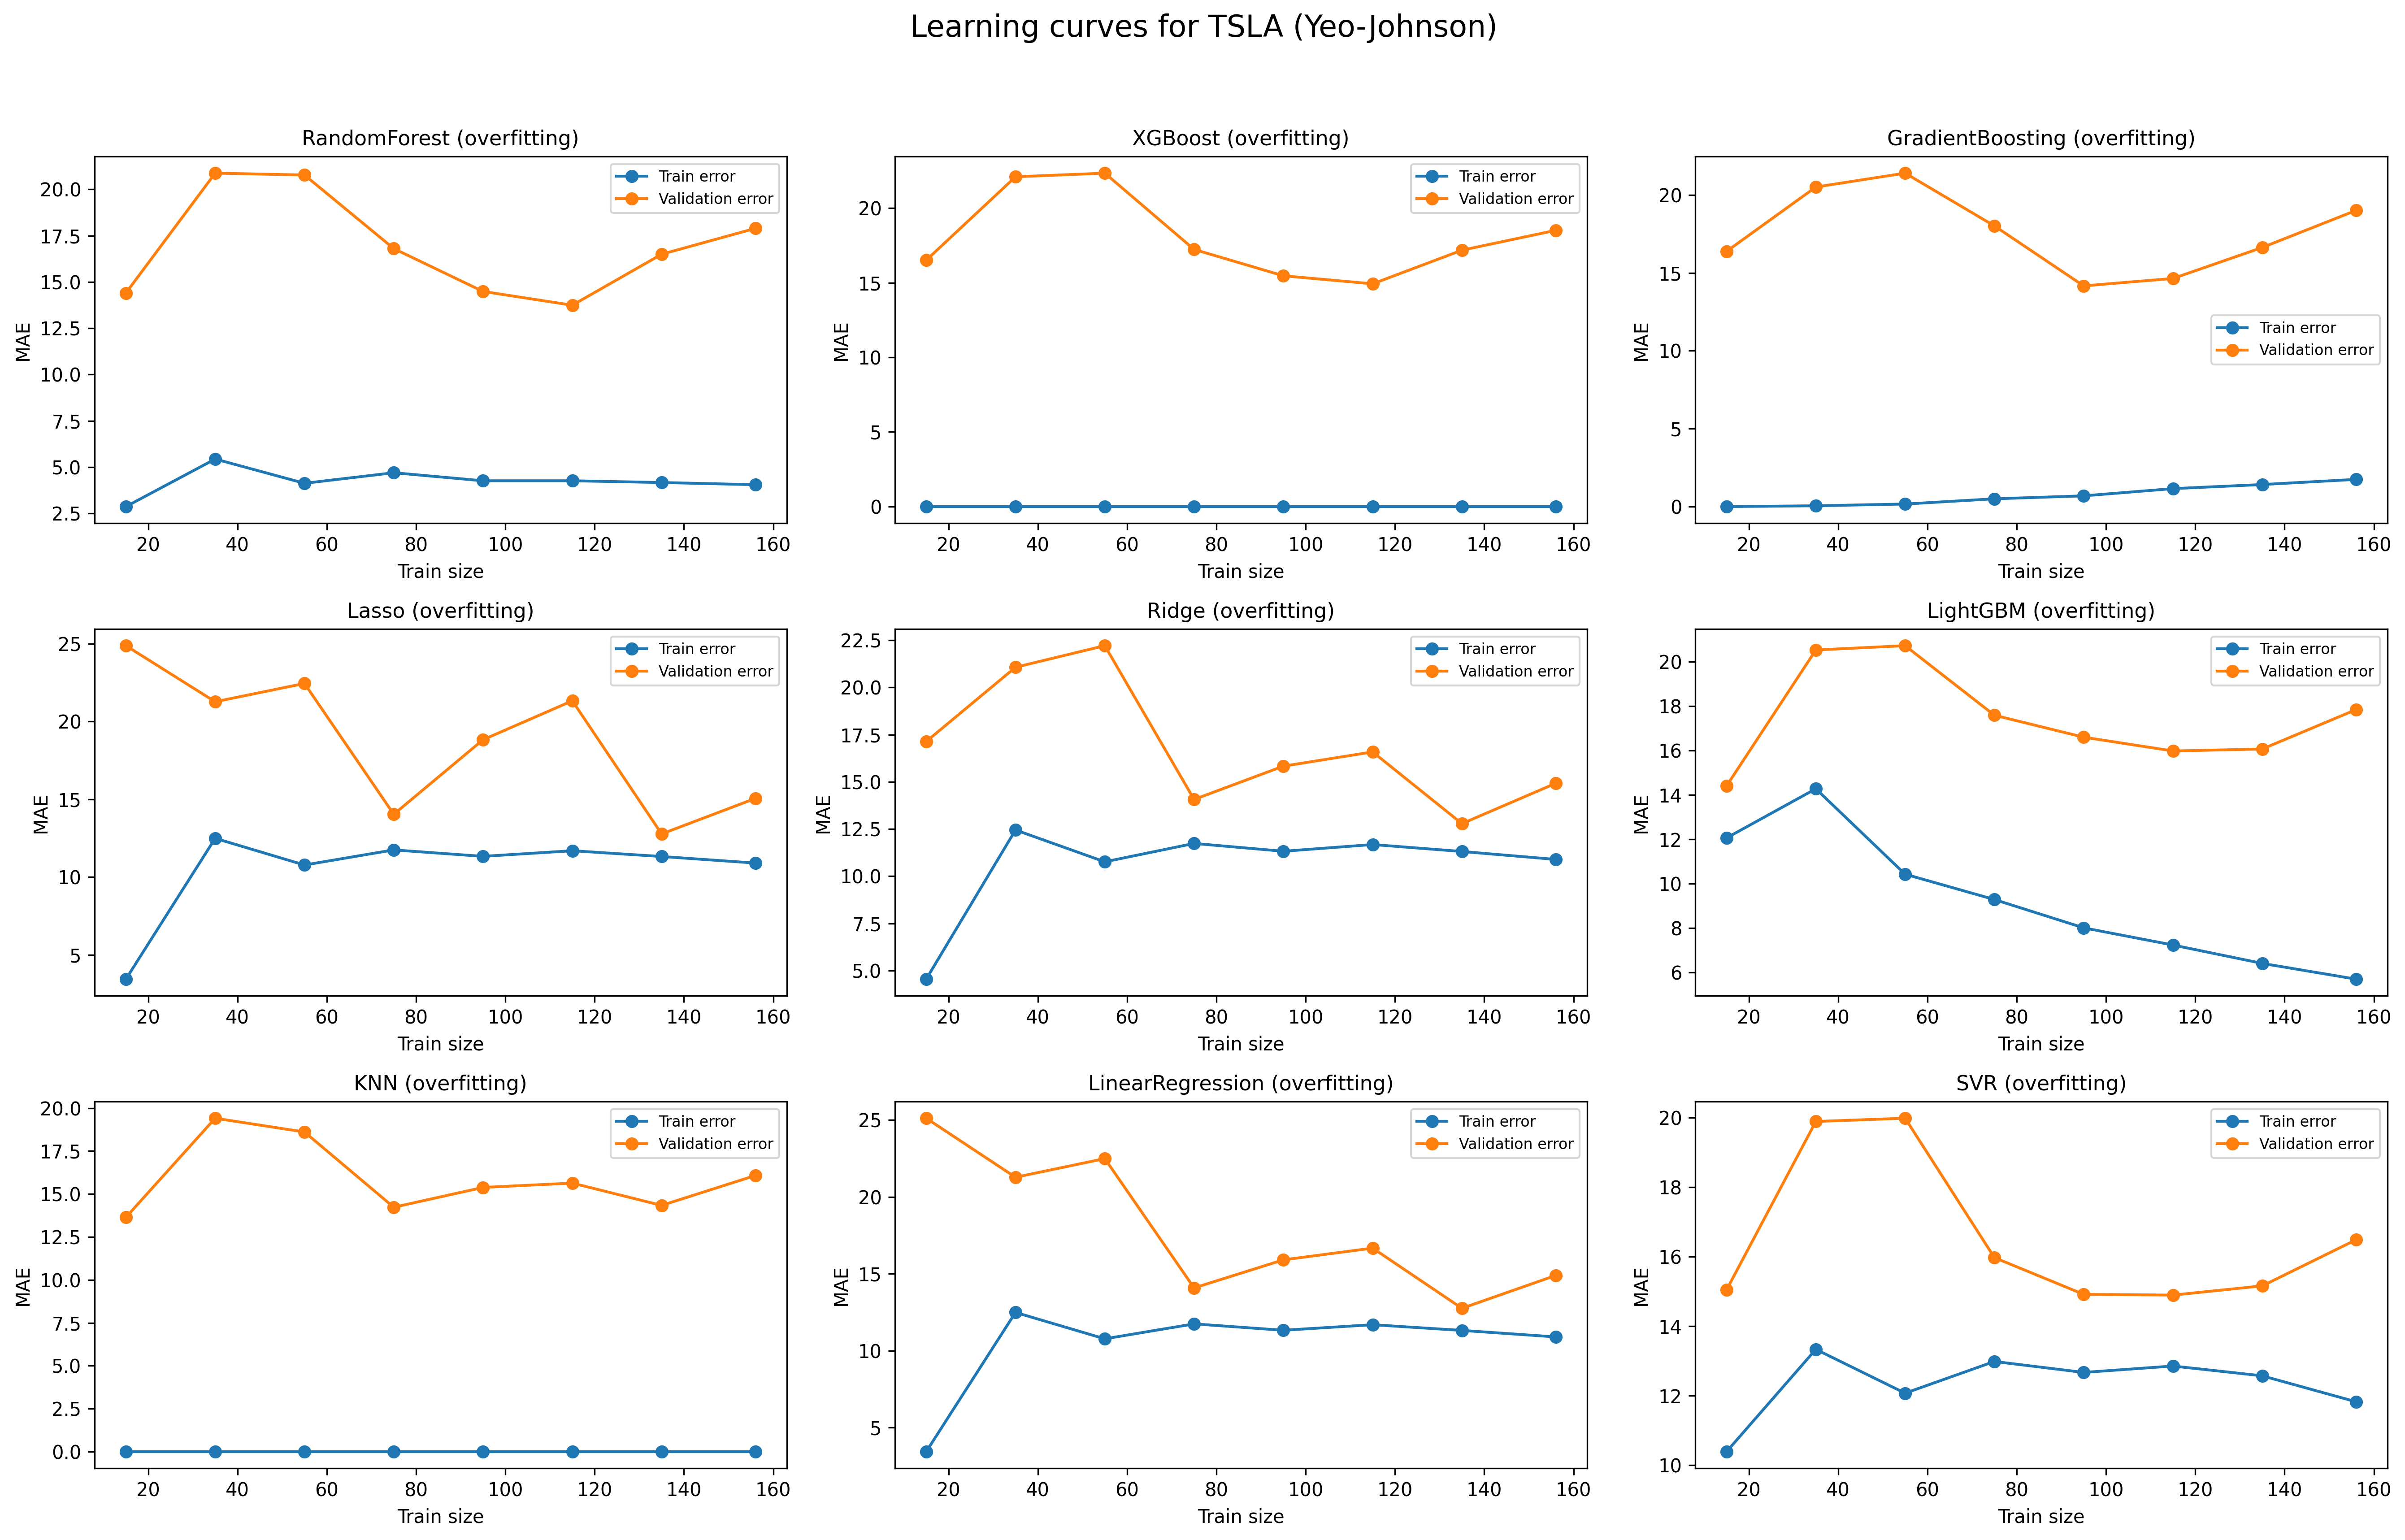 Learning curves for TSLA (Yeo-Johnson)
RandomForest (overfitting)
MAE
20.0
17.5
15.0
12.5
10.0
7.5
5.0
2.5
Train error
Validation error
20 40 60 80 100 120 140 160
Train size
XGBoost (overfitting)
MAE
20
15
10
5
0
Train error
Validation error
20 40 60 80 100 120 140 160
Train size
GradientBoosting (overfitting)
MAE
20
15
10
5
0
Train error
Validation error
20 40 60 80 100 120 140 160
Train size
Lasso (overfitting)
MAE
25
20
15
10
5
Train error
Validation error
20 40 60 80 100 120 140 160
Train size
Ridge (overfitting)
MAE
22.5
20.0
17.5
15.0
12.5
10.0
7.5
5.0
Train error
Validation error
20 40 60 80 100 120 140 160
Train size
LightGBM (overfitting)
MAE
20
18
16
14
12
10
8
6
Train error
Validation error
20 40 60 80 100 120 140 160
Train size
KNN (overfitting)
MAE
20.0
17.5
15.0
12.5
10.0
7.5
5.0
2.5
0.0
Train error
Validation error
20 40 60 80 100 120 140 160
Train size
LinearRegression (overfitting)
MAE
25
20
15
10
5
Train error
Validation error
20 40 60 80 100 120 140 160
Train size
SVR (overfitting)
MAE
20
18
16
14
12
10
Train error
Validation error
20 40 60 80 100 120 140 160
Train size